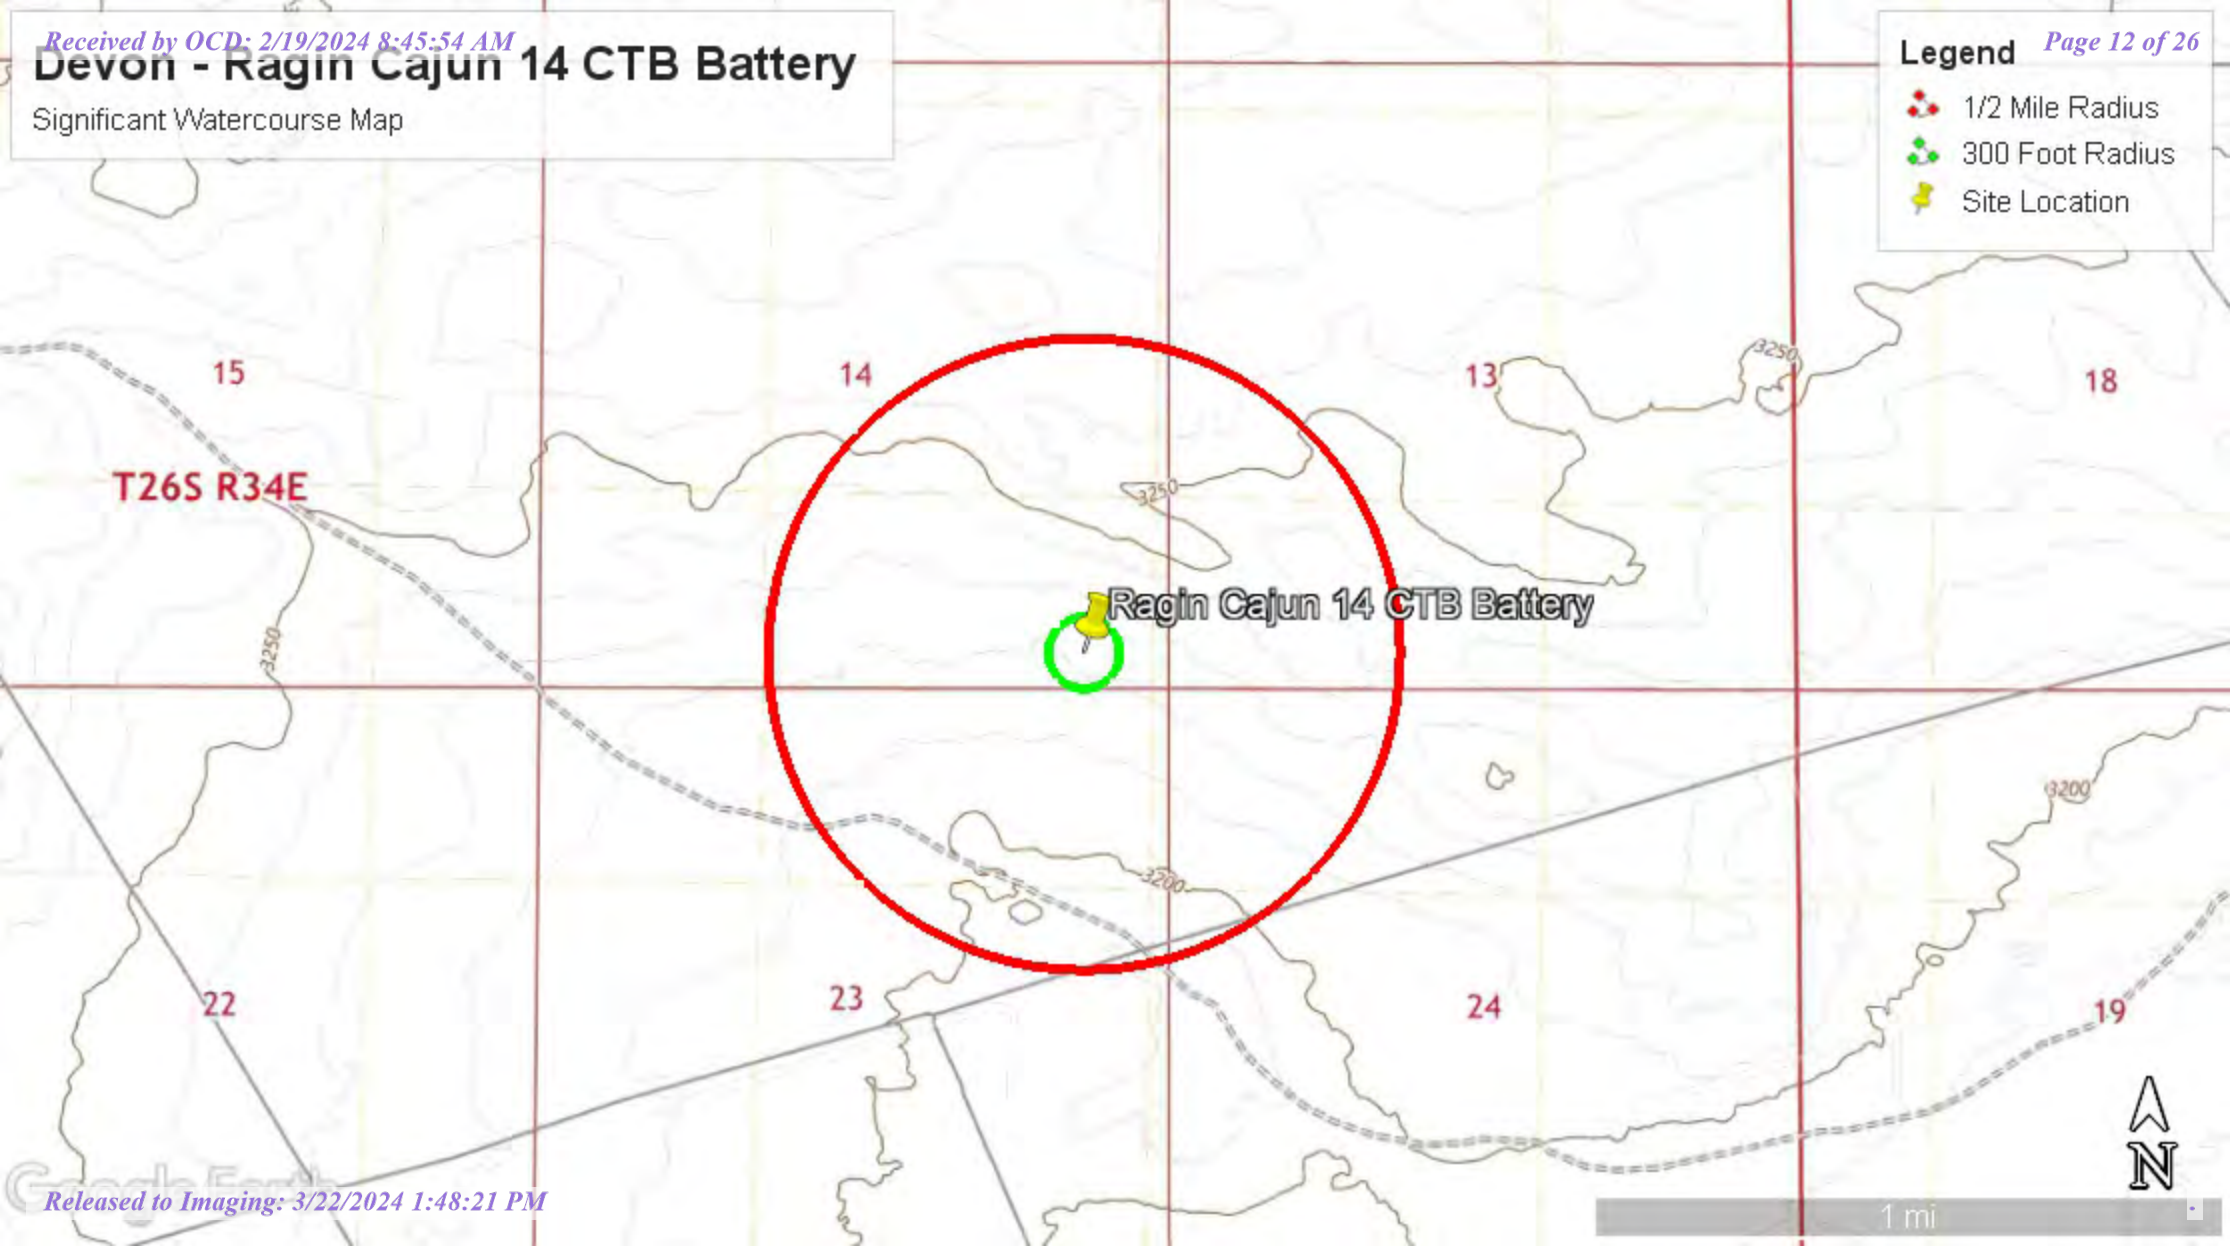 Received by OCD: 2/19/2024 8:45:54 AM
Devon - Ragin Cajun 14 CTB Battery
Significant Watercourse Map
Legend
Page 12 of 26
1/2 Mile Radius
300 Foot Radius
Site Location
3250
15
14
13
18
T26S R34E
3250
Ragin Cajun 14 CTB Battery
3250
3200
3200
22
23
24
19
N
Google Earth
Released to Imaging: 3/22/2024 1:48:21 PM
1 mi